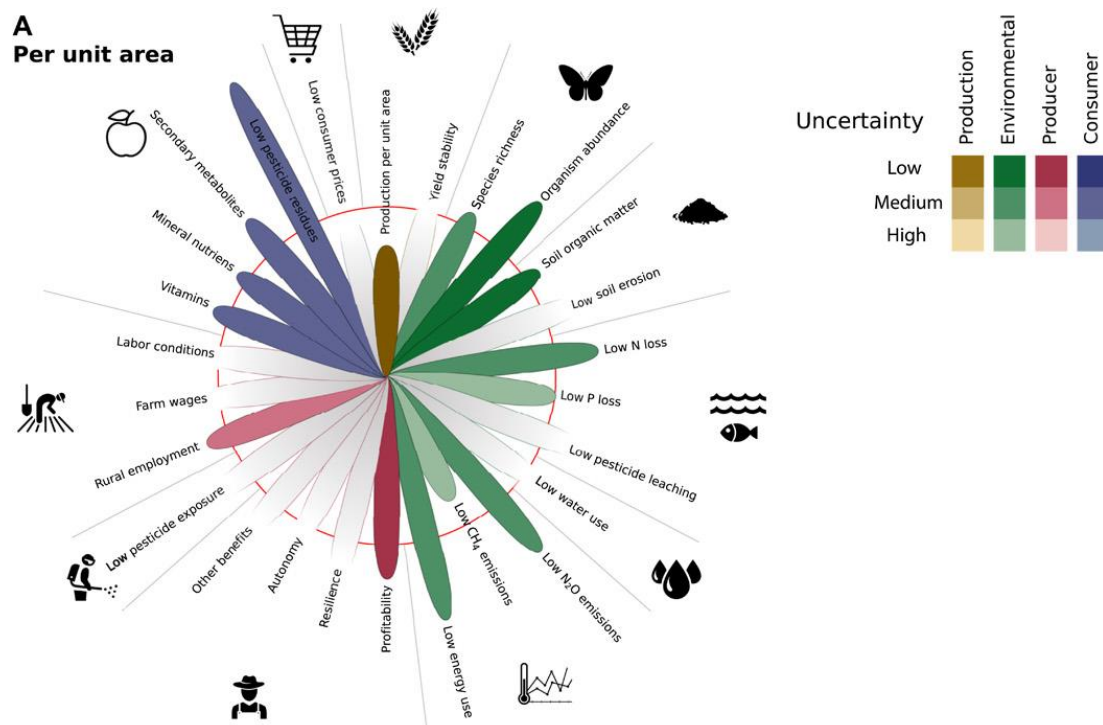 A
Per unit area
Production per unit area
Yield stability
Species richness
Organism abundance
Soil organic matter
Low soil erosion
Low N loss
Low P loss
Low pesticide leaching
Low water use
Low N₂O emissions
Low CH₄ emissions
Low energy use
Profitability
Resilience
Autonomy
Other benefits
Low pesticide exposure
Rural employment
Farm wages
Labor conditions
Vitamins
Mineral nutriens
Secondary metabolites
Low pesticide residues
Low consumer prices
Uncertainty
Production
Environmental
Producer
Consumer
Low
Medium
High